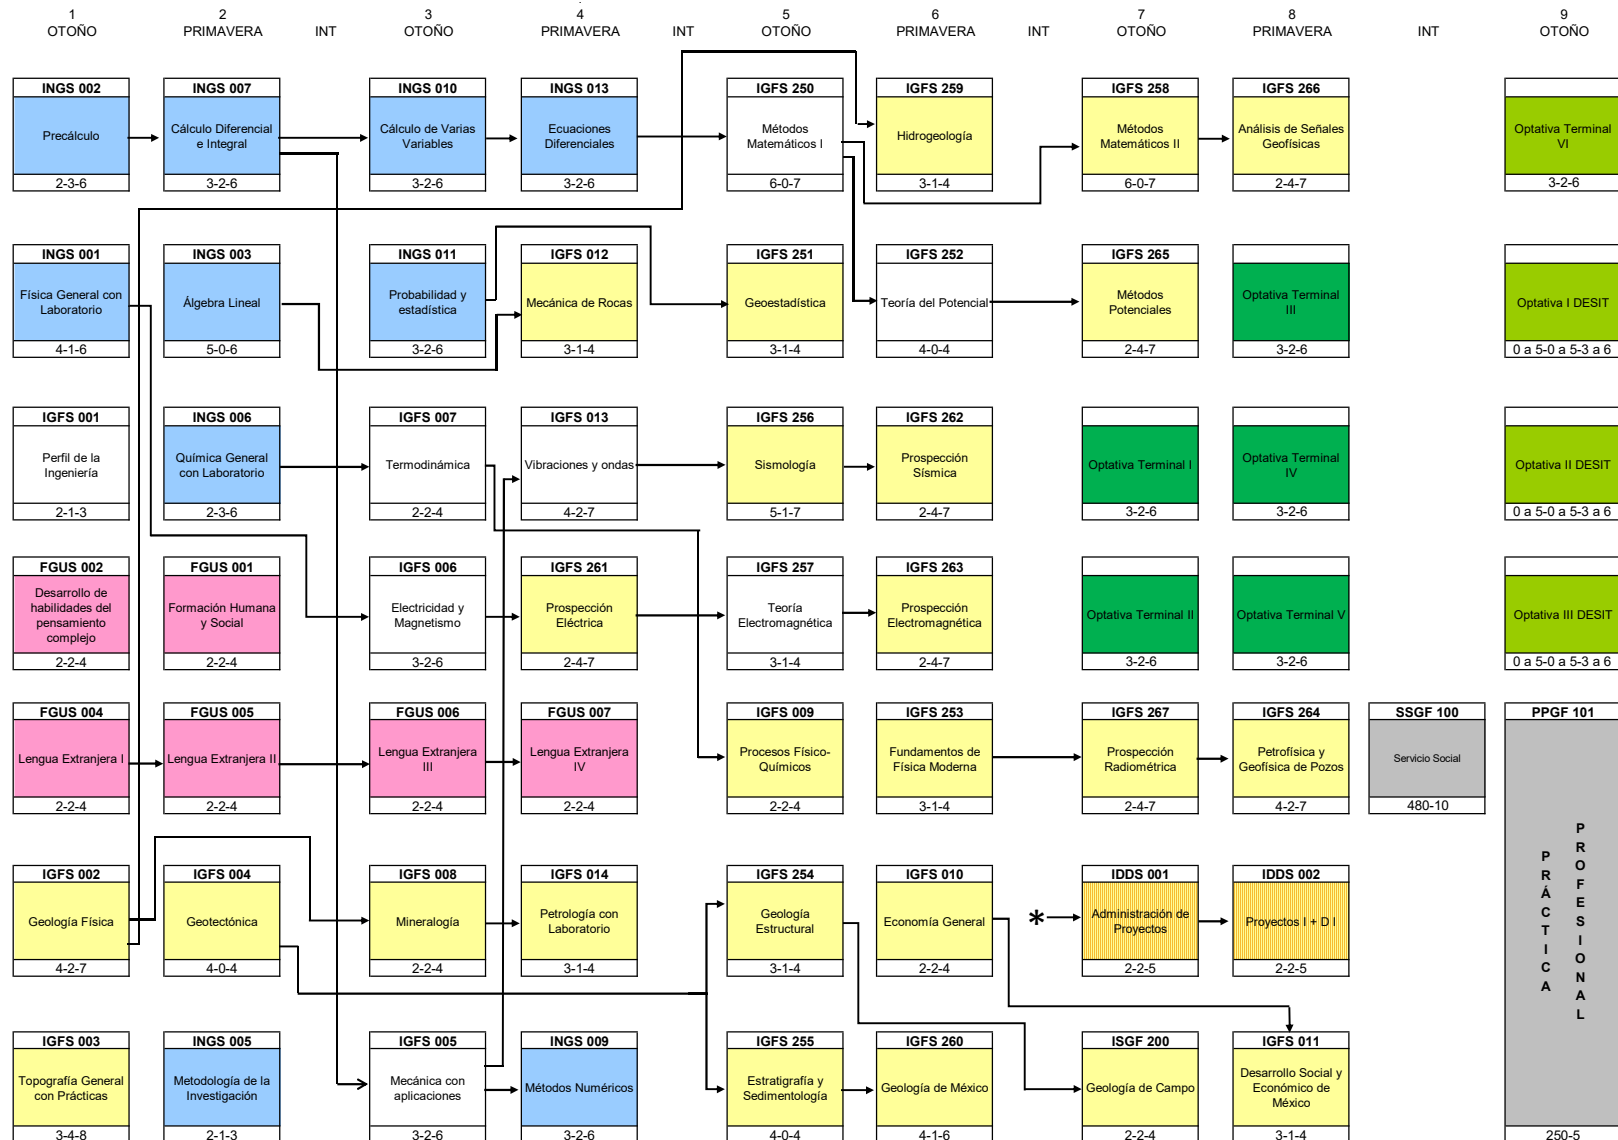 1 2 3 4 5 6 7 8 9
OTOÑO PRIMAVERA INT OTOÑO PRIMAVERA INT OTOÑO PRIMAVERA INT OTOÑO PRIMAVERA INT OTOÑO
INGS 002 INGS 007 INGS 010 INGS 013 IGFS 250 IGFS 259 IGFS 258 IGFS 266
Precálculo
Cálculo Diferencial
e Integral
Cálculo de Varias
Variables
Ecuaciones
Diferenciales
Métodos
Matemáticos I
Hidrogeología
Métodos
Matemáticos II
Análisis de Señales
Geofísicas
Optativa Terminal
VI
2-3-6 3-2-6 3-2-6 3-2-6 6-0-7 3-1-4 6-0-7 2-4-7 3-2-6
INGS 001 INGS 003 INGS 011 IGFS 012 IGFS 251 IGFS 252 IGFS 265
Física General con
Laboratorio
Álgebra Lineal
Probabilidad y
estadística
Mecánica de Rocas
Geoestadística
Teoría del Potencial
Métodos
Potenciales
Optativa Terminal
III
Optativa I DESIT
4-1-6 5-0-6 3-2-6 3-1-4 3-1-4 4-0-4 2-4-7 3-2-6 0 a 5-0 a 5-3 a 6
IGFS 001 INGS 006 IGFS 007 IGFS 013 IGFS 256 IGFS 262
Perfil de la
Ingeniería
Química General
con Laboratorio
Termodinámica
Vibraciones y ondas
Sismología
Prospección
Sísmica
Optativa Terminal I
Optativa Terminal
IV
Optativa II DESIT
2-1-3 2-3-6 2-2-4 4-2-7 5-1-7 2-4-7 3-2-6 3-2-6 0 a 5-0 a 5-3 a 6
FGUS 002 FGUS 001 IGFS 006 IGFS 261 IGFS 257 IGFS 263
Desarrollo de
habilidades del
pensamiento
complejo
Formación Humana
y Social
Electricidad y
Magnetismo
Prospección
Eléctrica
Teoría
Electromagnética
Prospección
Electromagnética
Optativa Terminal II
Optativa Terminal V
Optativa III DESIT
2-2-4 2-2-4 3-2-6 2-4-7 3-1-4 2-4-7 3-2-6 3-2-6 0 a 5-0 a 5-3 a 6
FGUS 004 FGUS 005 FGUS 006 FGUS 007 IGFS 009 IGFS 253 IGFS 267 IGFS 264 SSGF 100 PPGF 101
Lengua Extranjera I
Lengua Extranjera II
Lengua Extranjera
III
Lengua Extranjera
IV
Procesos Físico-
Químicos
Fundamentos de
Física Moderna
Prospección
Radiométrica
Petrofísica y
Geofísica de Pozos
Servicio Social
2-2-4 2-2-4 2-2-4 2-2-4 2-2-4 3-1-4 2-4-7 4-2-7 480-10
PRÁCTICA
PROFESIONAL
IGFS 002 IGFS 004 IGFS 008 IGFS 014 IGFS 254 IGFS 010 IDDS 001 IDDS 002
Geología Física
Geotectónica
Mineralogía
Petrología con
Laboratorio
Geología
Estructural
Economía General
*
Administración de
Proyectos
Proyectos I + D I
4-2-7 4-0-4 2-2-4 3-1-4 3-1-4 2-2-4 2-2-5 2-2-5
IGFS 003 INGS 005 IGFS 005 INGS 009 IGFS 255 IGFS 260 ISGF 200 IGFS 011
Topografía General
con Prácticas
Metodología de la
Investigación
Mecánica con
aplicaciones
Métodos Numéricos
Estratigrafía y
Sedimentología
Geología de México
Geología de Campo
Desarrollo Social y
Económico de
México
3-4-8 2-1-3 3-2-6 3-2-6 4-0-4 4-1-6 2-2-4 3-1-4 250-5